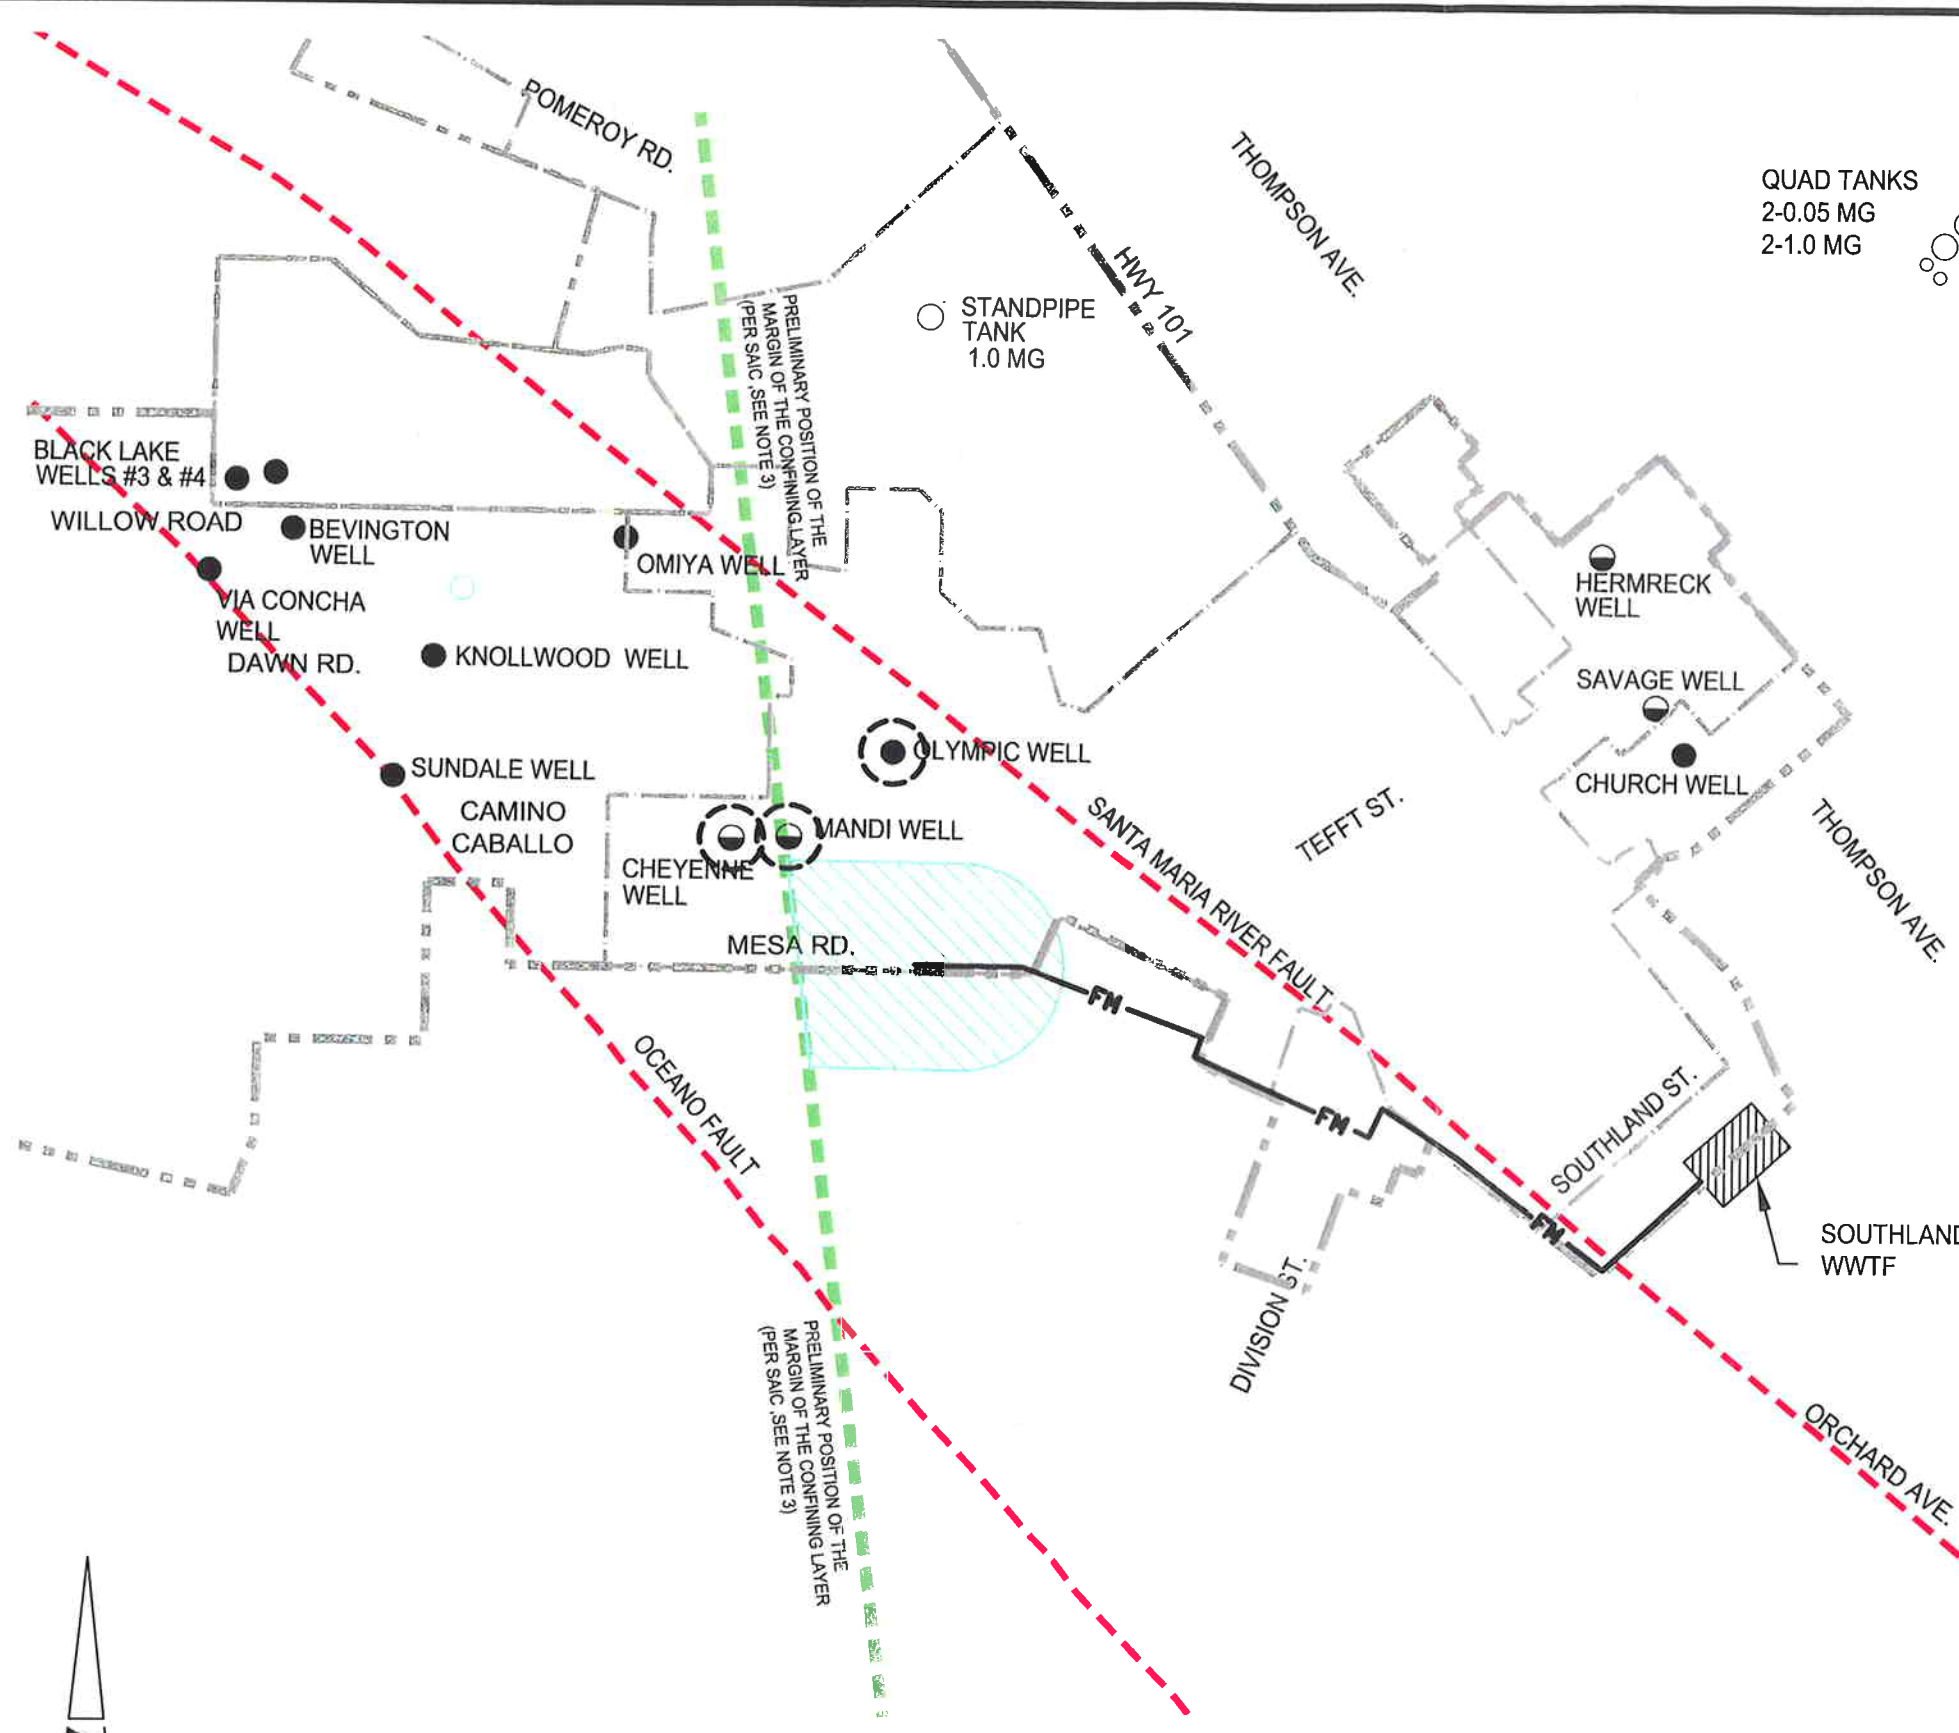 POMEROY RD.
THOMPSON AVE.
QUAD TANKS
2-0.05 MG
2-1.0 MG
HWY 101
STANDPIPE
TANK
1.0 MG
PRELIMINARY POSITION OF THE
MARGIN OF THE CONFINING LAYER
(PER SAIC ,SEE NOTE 3)
BLACK LAKE
WELLS #3 & #4
WILLOW ROAD
BEVINGTON
WELL
OMIYA WELL
VIA CONCHA
WELL
DAWN RD.
KNOLLWOOD WELL
HERMRECK
WELL
SAVAGE WELL
CHURCH WELL
OLYMPIC WELL
SUNDALE WELL
CAMINO
CABALLO
MANDI WELL
CHEYENNE
WELL
TEFFT ST.
THOMPSON AVE.
SANTA MARIA RIVER FAULT
MESA RD.
FM
FM
FM
OCEANO FAULT
SOUTHLAND ST.
SOUTHLAND
WWTF
DIVISION ST.
PRELIMINARY POSITION OF THE
MARGIN OF THE CONFINING LAYER
(PER SAIC ,SEE NOTE 3)
ORCHARD AVE.